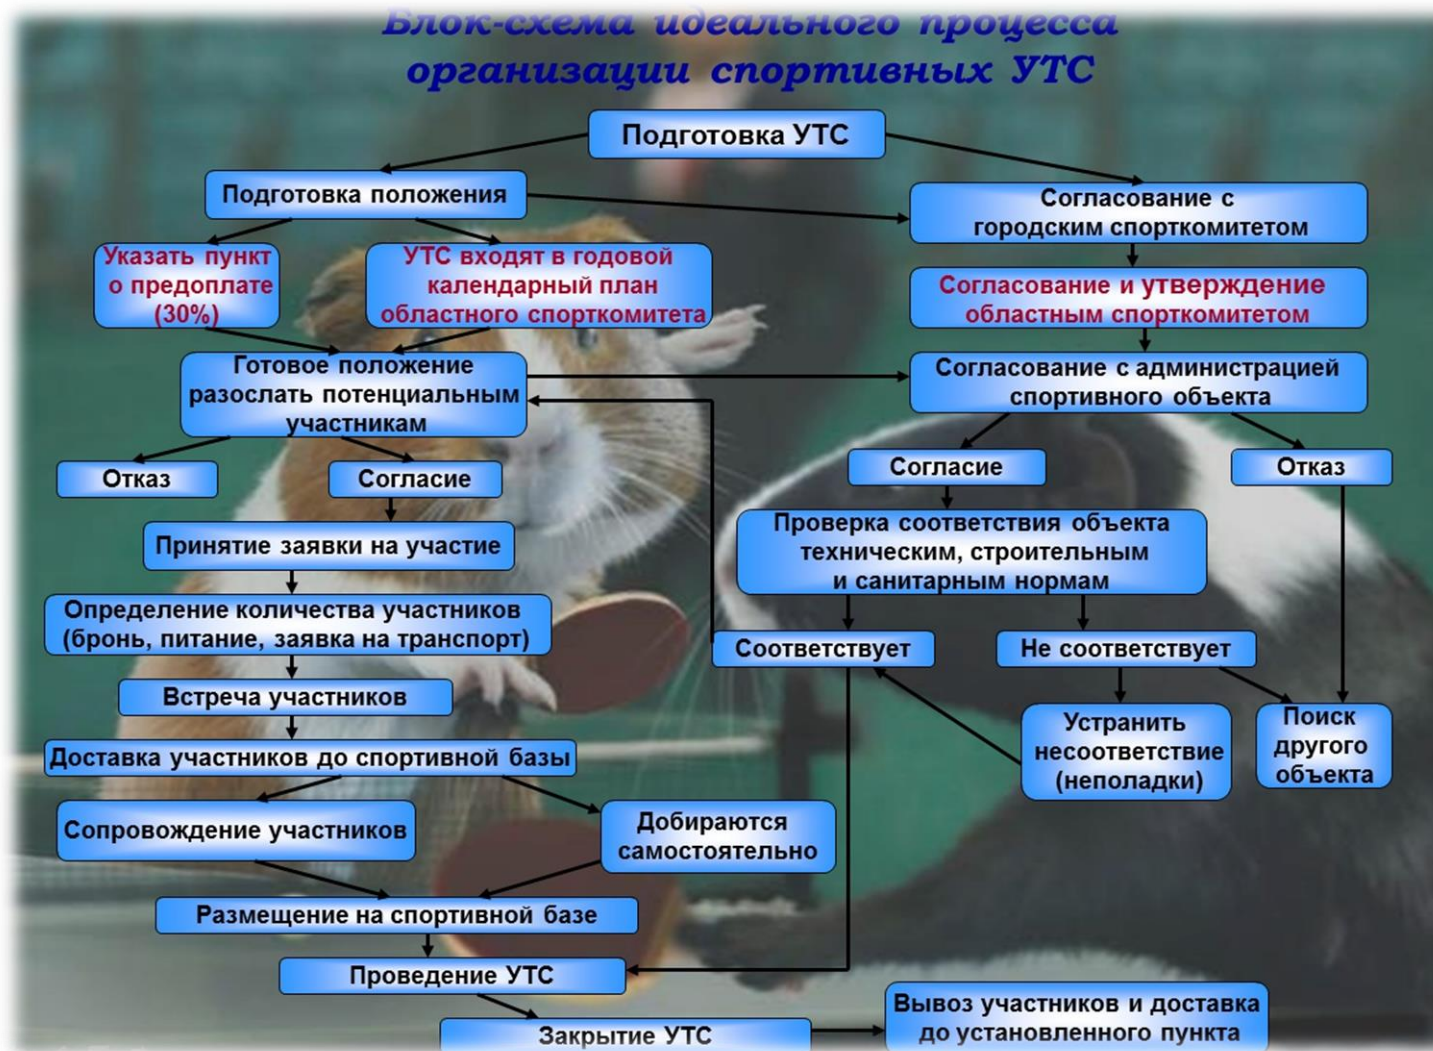 Блок-схема идеального процесса
организации спортивных УТС
Подготовка УТС
Подготовка положения
Согласование с
городским спорткомитетом
Указать пункт
о предоплате
(30%)
УТС входят в годовой
календарный план
областного спорткомитета
Согласование и утверждение
областным спорткомитетом
Готовое положение
разослать потенциальным
участникам
Согласование с администрацией
спортивного объекта
Отказ
Согласие
Согласие
Отказ
Принятие заявки на участие
Проверка соответствия объекта
техническим, строительным
и санитарным нормам
Определение количества участников
(бронь, питание, заявка на транспорт)
Соответствует
Не соответствует
Встреча участников
Устранить
несоответствие
(неполадки)
Поиск
другого
объекта
Доставка участников до спортивной базы
Сопровождение участников
Добираются
самостоятельно
Размещение на спортивной базе
Проведение УТС
Закрытие УТС
Вывоз участников и доставка
до установленного пункта